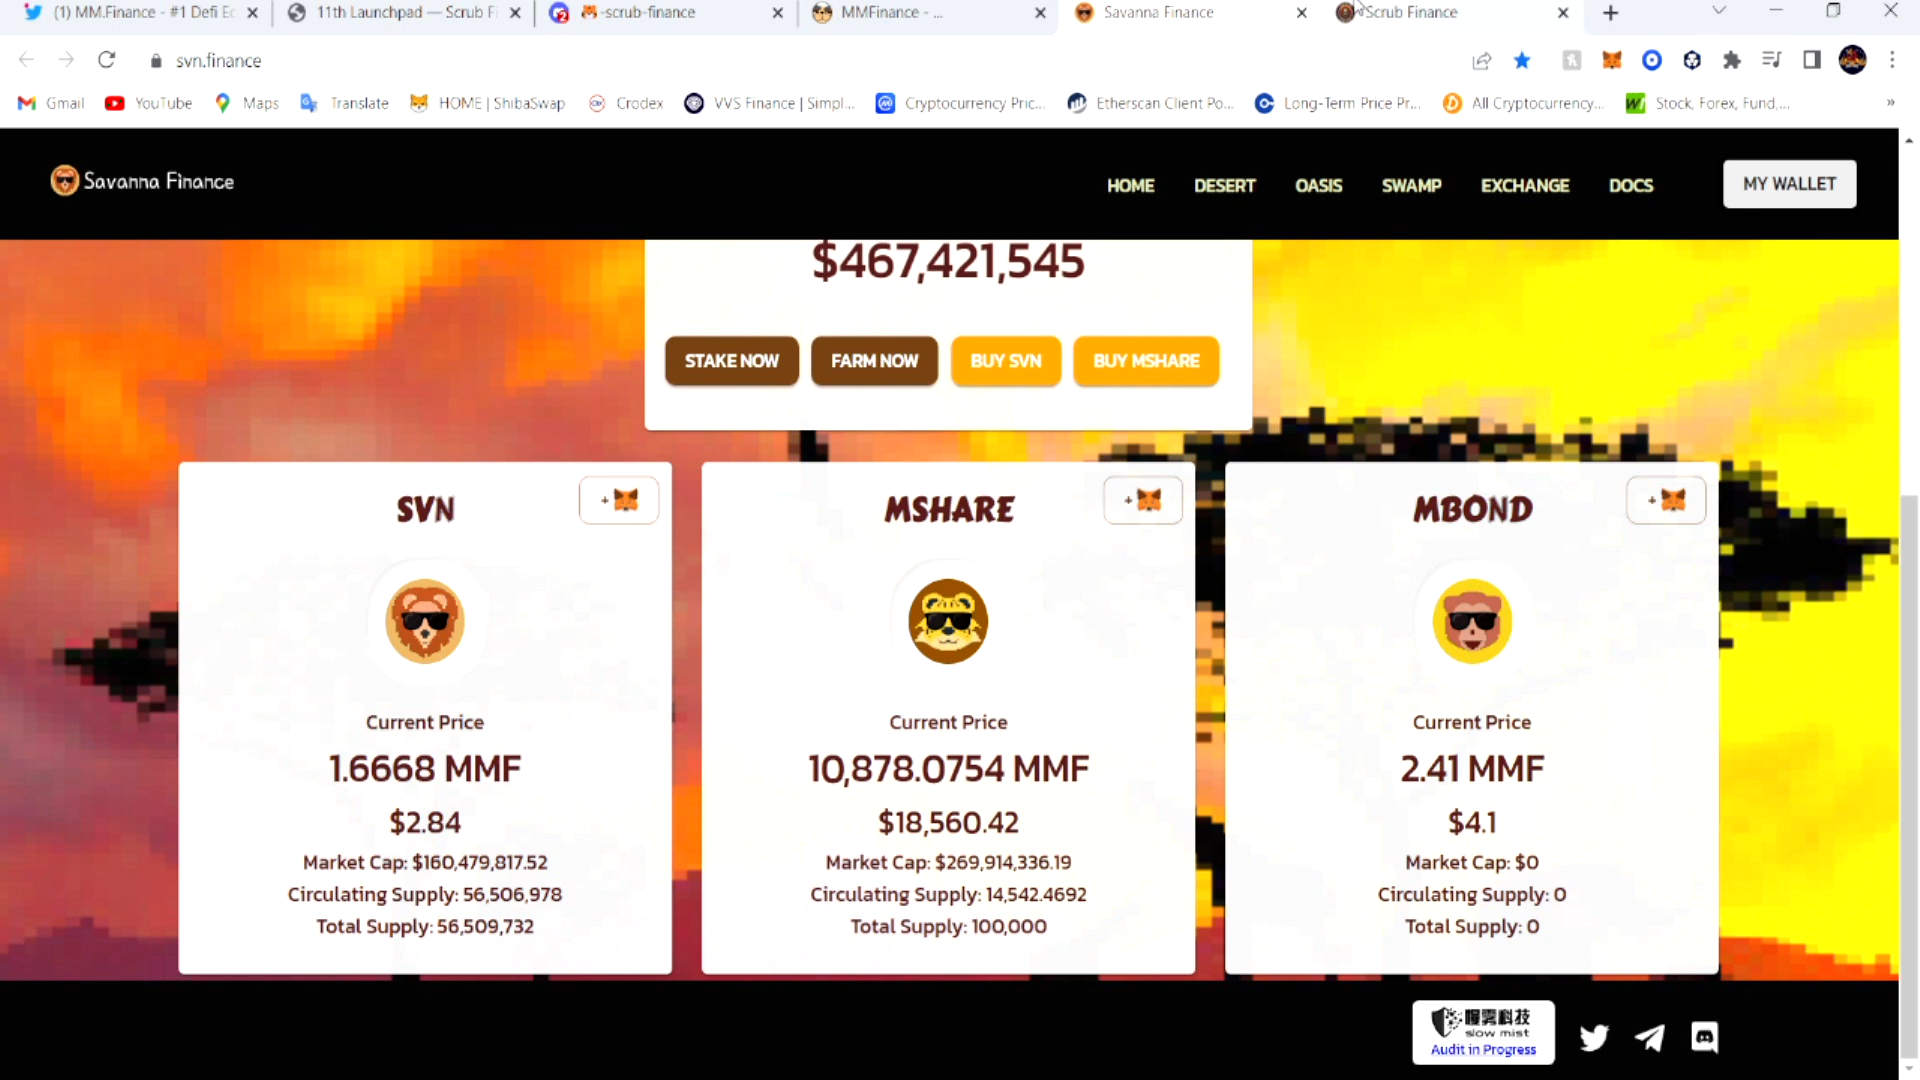 (1) MM.Finance - #1 Defi Ec
11th Launchpad — Scrub Fi
-scrub-finance
MMFinance - ...
Savanna Finance
Scrub Finance
svn.finance
Gmail
YouTube
Maps
Translate
HOME | ShibaSwap
Crodex
VVS Finance | Simpl...
Cryptocurrency Pric...
Etherscan Client Po...
Long-Term Price Pr...
All Cryptocurrency...
Stock, Forex, Fund,...
»
Savanna Finance
HOME
DESERT
OASIS
SWAMP
EXCHANGE
DOCS
MY WALLET
$467,421,545
STAKE NOW
FARM NOW
BUY SVN
BUY MSHARE
SVN
+
Current Price
1.6668 MMF
$2.84
Market Cap: $160,479,817.52
Circulating Supply: 56,506,978
Total Supply: 56,509,732
MSHARE
+
Current Price
10,878.0754 MMF
$18,560.42
Market Cap: $269,914,336.19
Circulating Supply: 14,542.4692
Total Supply: 100,000
MBOND
+
Current Price
2.41 MMF
$4.1
Market Cap: $0
Circulating Supply: 0
Total Supply: 0
慢雾科技
slow mist
Audit in Progress